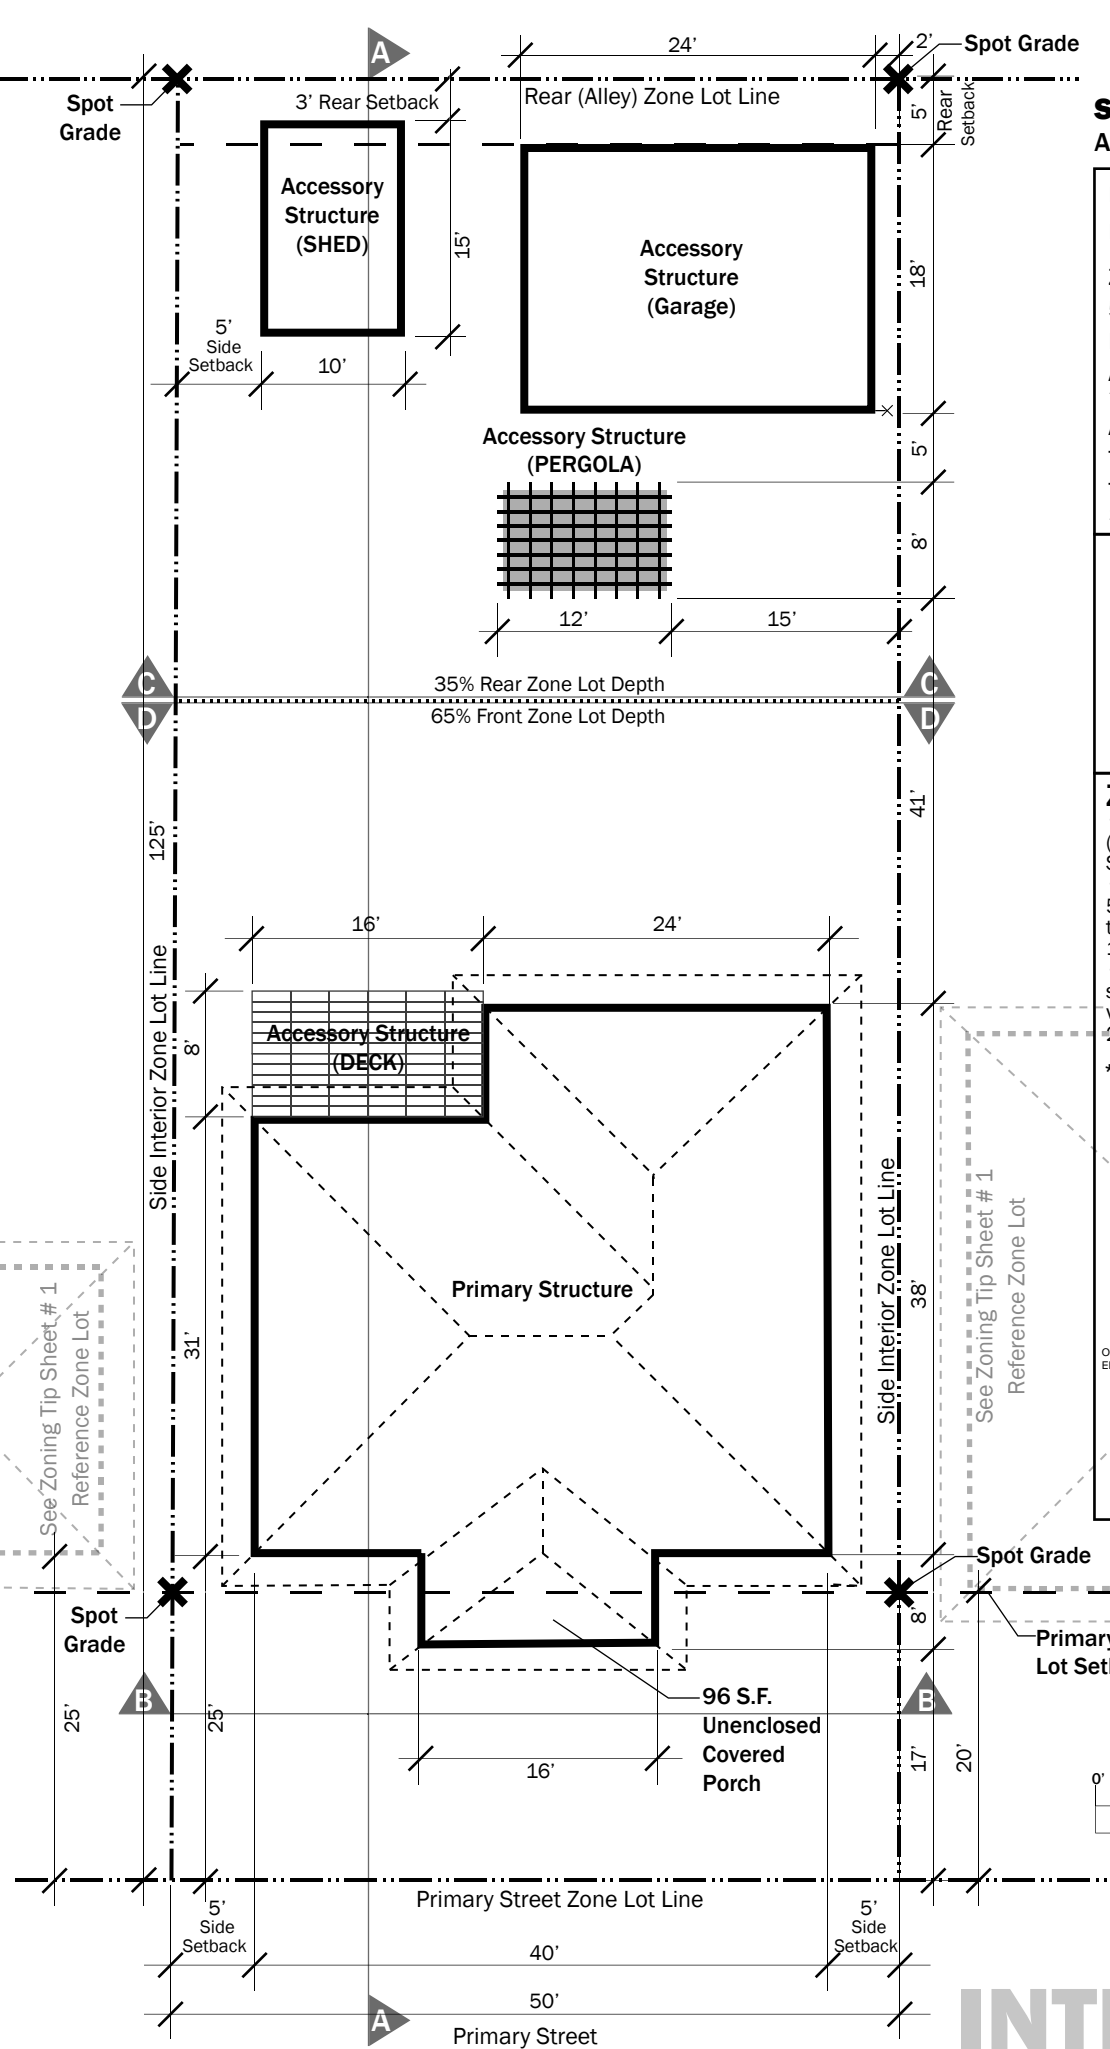 A
24’
2’
Spot Grade
Spot
Grade
3’ Rear Setback
Rear (Alley) Zone Lot Line
5’
Rear
Setback
Accessory
Structure
(SHED)
15’
Accessory
Structure
(Garage)
18’
5’
Side
Setback
10’
Accessory Structure
(PERGOLA)
5’
8’
12’
15’
C
35% Rear Zone Lot Depth
C
D
65% Front Zone Lot Depth
D
125’
41’
16’
24’
Side Interior Zone Lot Line
8’
Accessory Structure
(DECK)
Primary Structure
31’
38’
Side Interior Zone Lot Line
See Zoning Tip Sheet # 1
Reference Zone Lot
See Zoning Tip Sheet # 1
Reference Zone Lot
Spot Grade
Spot
Grade
8’
Primary
B
96 S.F.
Unenclosed
Covered
Porch
B
25’
25’
16’
17’
20’
0’
Primary Street Zone Lot Line
5’
Side
Setback
5’
Side
Setback
40’
50’
A
Primary Street